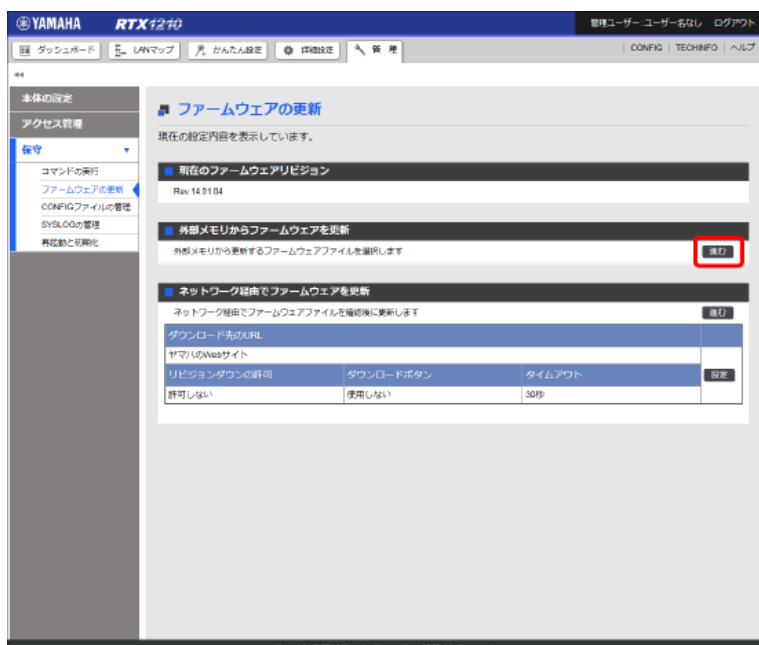 YAMAHA RTX1210 管理ユーザー:ユーザー名なし ログアウト
ダッシュボード LANマップ かんたん設定 詳細設定 管理 CONFIG TECHINFO ヘルプ
本体の設定
アクセス管理
保守
コマンドの実行
ファームウェアの更新
CONFIGファイルの管理
SYSLOGの管理
再起動と初期化
ファームウェアの更新
現在の設定内容を表示しています。
現在のファームウェアリビジョン
Rev.14.01.04
外部メモリからファームウェアを更新
外部メモリから更新するファームウェアファイルを選択します 進む
ネットワーク経由でファームウェアを更新
ネットワーク経由でファームウェアファイルを確認後に更新します 進む
ダウンロード先のURL
ヤマハのWebサイト
リビジョンダウンの許可 ダウンロードボタン タイムアウト 設定
許可しない 使用しない 30秒